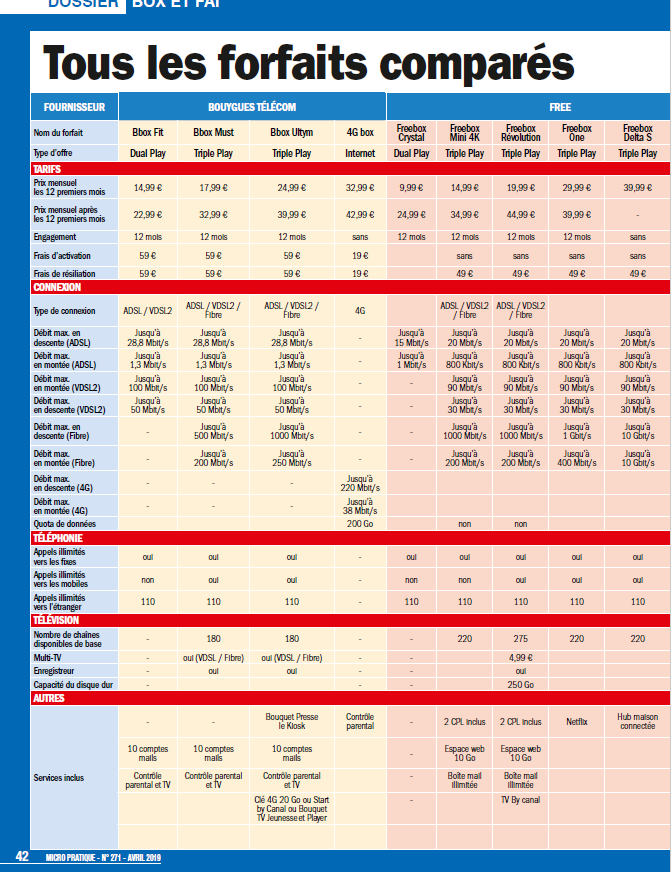 DOSSIER BOX ET FAI
Tous les forfaits comparés
FOURNISSEUR BOUYGUES TÉLÉCOM FREE
Nom du forfait Bbox Fit Bbox Must Bbox Ultym 4G box Freebox Crystal Freebox Mini 4K Freebox Révolution Freebox One Freebox Delta S
Type d'offre Dual Play Triple Play Triple Play Internet Dual Play Triple Play Triple Play Triple Play Triple Play
TARIFS
Prix mensuel les 12 premiers mois 14,99 € 17,99 € 24,99 € 32,99 € 9,99 € 14,99 € 19,99 € 29,99 € 39,99 €
Prix mensuel après les 12 premiers mois 22,99 € 32,99 € 39,99 € 42,99 € 24,99 € 34,99 € 44,99 € 39,99 € -
Engagement 12 mois 12 mois 12 mois sans 12 mois 12 mois 12 mois 12 mois sans
Frais d'activation 59 € 59 € 59 € 19 € sans sans sans sans
Frais de résiliation 59 € 59 € 59 € 19 € 49 € 49 € 49 € 49 €
CONNEXION
Type de connexion ADSL / VDSL2 ADSL / VDSL2 / Fibre ADSL / VDSL2 / Fibre 4G ADSL / VDSL2 / Fibre ADSL / VDSL2 / Fibre
Débit max. en descente (ADSL) Jusqu'à 28,8 Mbit/s Jusqu'à 28,8 Mbit/s Jusqu'à 28,8 Mbit/s - Jusqu'à 15 Mbit/s Jusqu'à 20 Mbit/s Jusqu'à 20 Mbit/s Jusqu'à 20 Mbit/s Jusqu'à 20 Mbit/s
Débit max. en montée (ADSL) Jusqu'à 1,3 Mbit/s Jusqu'à 1,3 Mbit/s Jusqu'à 1,3 Mbit/s - Jusqu'à 1 Mbit/s Jusqu'à 800 Kbit/s Jusqu'à 800 Kbit/s Jusqu'à 800 Kbit/s Jusqu'à 800 Kbit/s
Débit max. en montée (VDSL2) Jusqu'à 100 Mbit/s Jusqu'à 100 Mbit/s Jusqu'à 100 Mbit/s - - Jusqu'à 90 Mbit/s Jusqu'à 90 Mbit/s Jusqu'à 90 Mbit/s Jusqu'à 90 Mbit/s
Débit max. en descente (VDSL2) Jusqu'à 50 Mbit/s Jusqu'à 50 Mbit/s Jusqu'à 50 Mbit/s - - Jusqu'à 30 Mbit/s Jusqu'à 30 Mbit/s Jusqu'à 30 Mbit/s Jusqu'à 30 Mbit/s
Débit max. en descente (Fibre) - Jusqu'à 500 Mbit/s Jusqu'à 1000 Mbit/s - - Jusqu'à 1000 Mbit/s Jusqu'à 1000 Mbit/s Jusqu'à 1 Gbit/s Jusqu'à 10 Gbit/s
Débit max. en montée (Fibre) - Jusqu'à 200 Mbit/s Jusqu'à 250 Mbit/s - - Jusqu'à 200 Mbit/s Jusqu'à 200 Mbit/s Jusqu'à 400 Mbit/s Jusqu'à 10 Gbit/s
Débit max. en descente (4G) - - - Jusqu'à 220 Mbit/s
Débit max. en montée (4G) - - - Jusqu'à 38 Mbit/s
Quota de données 200 Go non non
TÉLÉPHONIE
Appels illimités vers les fixes oui oui oui - oui oui oui oui oui
Appels illimités vers les mobiles non oui oui - non non oui oui oui
Appels illimités vers l'étranger 110 110 110 - 110 110 110 110 110
TÉLÉVISION
Nombre de chaînes disponibles de base - 180 180 - - 220 275 220 220
Multi-TV - oui (VDSL / Fibre) oui (VDSL / Fibre) - - 4,99 €
Enregistreur - oui oui - - oui
Capacité du disque dur - - - 250 Go
AUTRES
Services inclus
- - Bouquet Presse le Kiosk Contrôle parental - 2 CPL inclus 2 CPL inclus Netflix Hub maison connectée
10 comptes mails 10 comptes mails 10 comptes mails - Espace web 10 Go Espace web 10 Go
Contrôle parental et TV Contrôle parental et TV Contrôle parental et TV - Boîte mail illimitée Boîte mail illimitée
Clé 4G 20 Go ou Start by Canal ou Bouquet TV Jeunesse et Player - TV By canal
42 MICRO PRATIQUE - N° 271 - AVRIL 2019